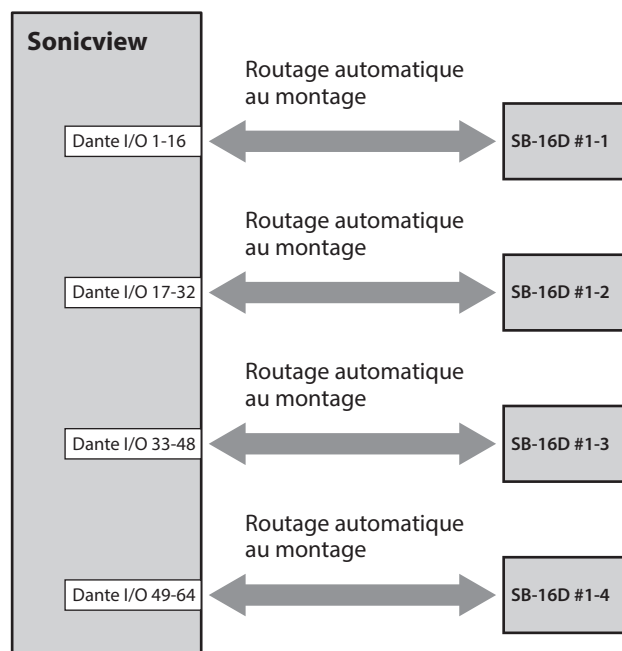 Sonicview
Routage automatique
au montage
Dante I/O 1-16
SB-16D #1-1
Routage automatique
au montage
Dante I/O 17-32
SB-16D #1-2
Routage automatique
au montage
Dante I/O 33-48
SB-16D #1-3
Routage automatique
au montage
Dante I/O 49-64
SB-16D #1-4